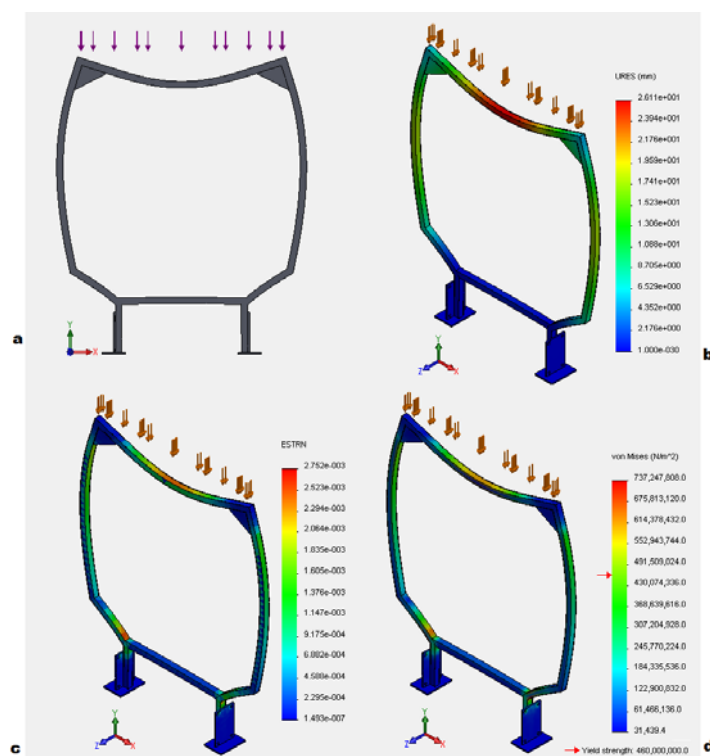 Y
X
a
URES (mm)
2.611e+001
2.394e+001
2.176e+001
1.959e+001
1.741e+001
1.523e+001
1.306e+001
1.088e+001
8.705e+000
6.529e+000
4.352e+000
2.176e+000
1.000e-030
Y
Z
X
b
ESTRN
2.752e-003
2.523e-003
2.294e-003
2.064e-003
1.835e-003
1.605e-003
1.376e-003
1.147e-003
9.175e-004
6.882e-004
4.588e-004
2.295e-004
1.493e-007
Y
Z
X
c
von Mises (N/m^2)
737,247,808.0
675,813,120.0
614,378,432.0
552,943,744.0
491,509,024.0
430,074,336.0
368,639,616.0
307,204,928.0
245,770,224.0
184,335,536.0
122,900,832.0
61,466,136.0
31,439.4
Yield strength: 460,000,000.0
Y
Z
X
d